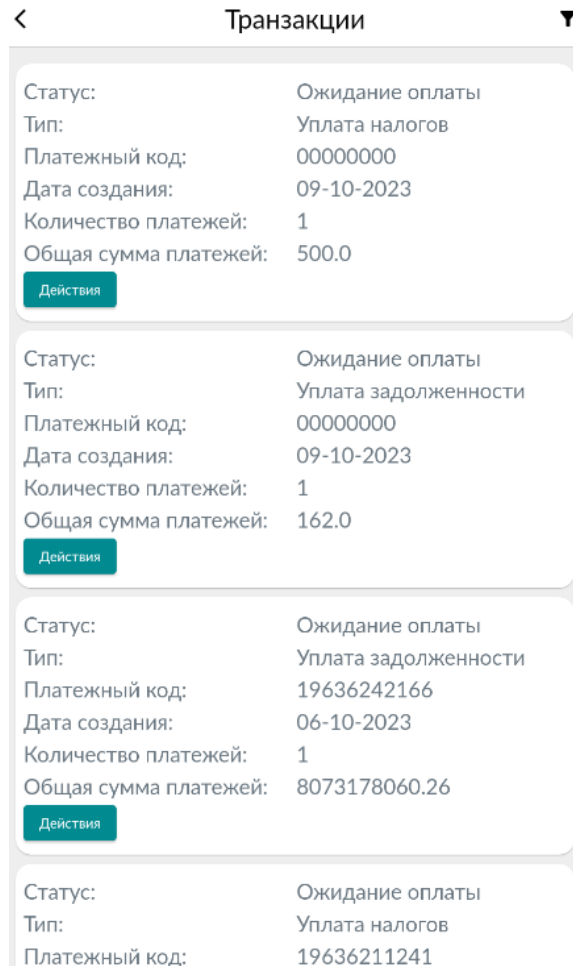 Транзакции
Статус: Ожидание оплаты
Тип: Уплата налогов
Платежный код: 00000000
Дата создания: 09-10-2023
Количество платежей: 1
Общая сумма платежей: 500.0
Действия
Статус: Ожидание оплаты
Тип: Уплата задолженности
Платежный код: 00000000
Дата создания: 09-10-2023
Количество платежей: 1
Общая сумма платежей: 162.0
Действия
Статус: Ожидание оплаты
Тип: Уплата задолженности
Платежный код: 19636242166
Дата создания: 06-10-2023
Количество платежей: 1
Общая сумма платежей: 8073178060.26
Действия
Статус: Ожидание оплаты
Тип: Уплата налогов
Платежный код: 19636211241